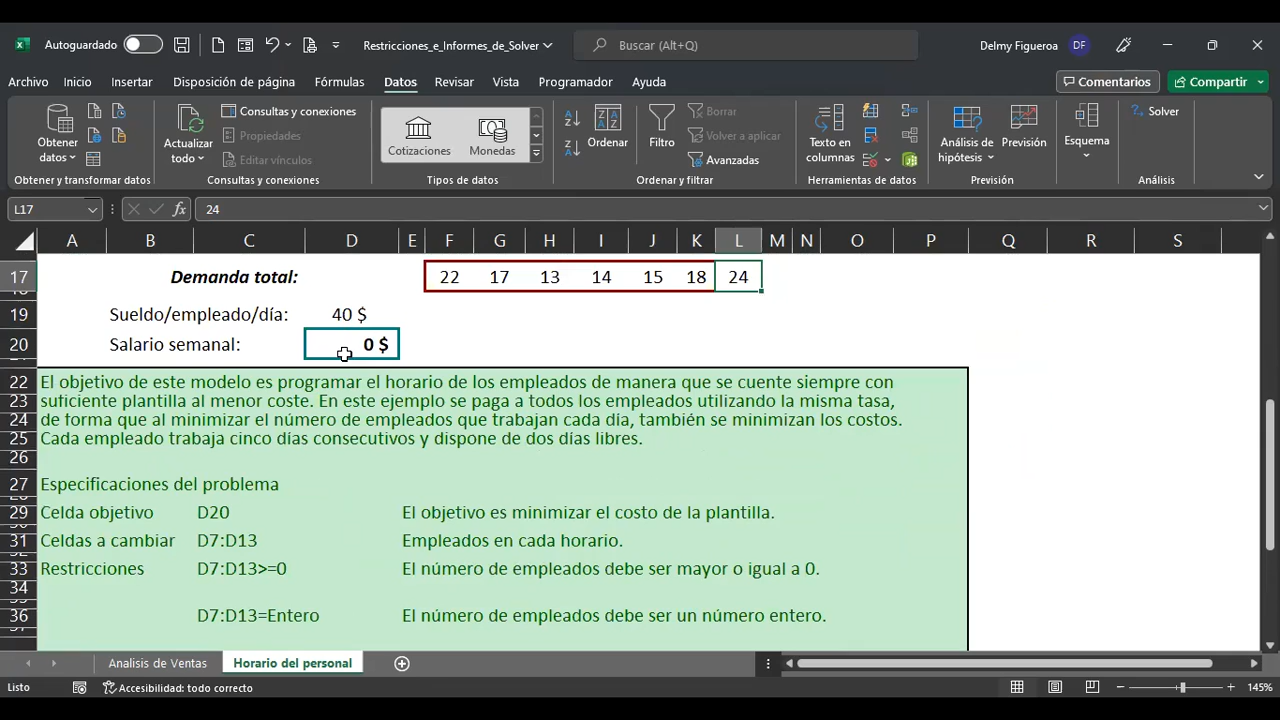 Autoguardado
Restricciones_e_Informes_de_Solver
Buscar (Alt+Q)
Delmy Figueroa
DF
Archivo Inicio Insertar Disposición de página Fórmulas Datos Revisar Vista Programador Ayuda
Comentarios
Compartir
Obtener datos
Actualizar todo
Consultas y conexiones
Propiedades
Editar vínculos
Cotizaciones
Monedas
Ordenar
Filtro
Borrar
Volver a aplicar
Avanzadas
Texto en columnas
Análisis de hipótesis
Previsión
Esquema
Solver
Obtener y transformar datos
Consultas y conexiones
Tipos de datos
Ordenar y filtrar
Herramientas de datos
Previsión
Análisis
L17
fx
24
A B C D E F G H I J K L M N O P Q R S
17 Demanda total: 22 17 13 14 15 18 24
19 Sueldo/empleado/día: 40 $
20 Salario semanal: 0 $
22 El objetivo de este modelo es programar el horario de los empleados de manera que se cuente siempre con
23 suficiente plantilla al menor coste. En este ejemplo se paga a todos los empleados utilizando la misma tasa,
24 de forma que al minimizar el número de empleados que trabajan cada día, también se minimizan los costos.
25 Cada empleado trabaja cinco días consecutivos y dispone de dos días libres.
26
27 Especificaciones del problema
29 Celda objetivo D20 El objetivo es minimizar el costo de la plantilla.
31 Celdas a cambiar D7:D13 Empleados en cada horario.
33 Restricciones D7:D13>=0 El número de empleados debe ser mayor o igual a 0.
34
36 D7:D13=Entero El número de empleados debe ser un número entero.
Analisis de Ventas
Horario del personal
Listo
Accesibilidad: todo correcto
145%